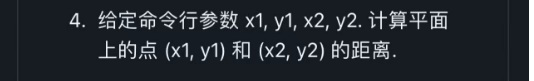 4. 给定命令行参数 x1, y1, x2, y2. 计算平面
上的点 (x1, y1) 和 (x2, y2) 的距离.